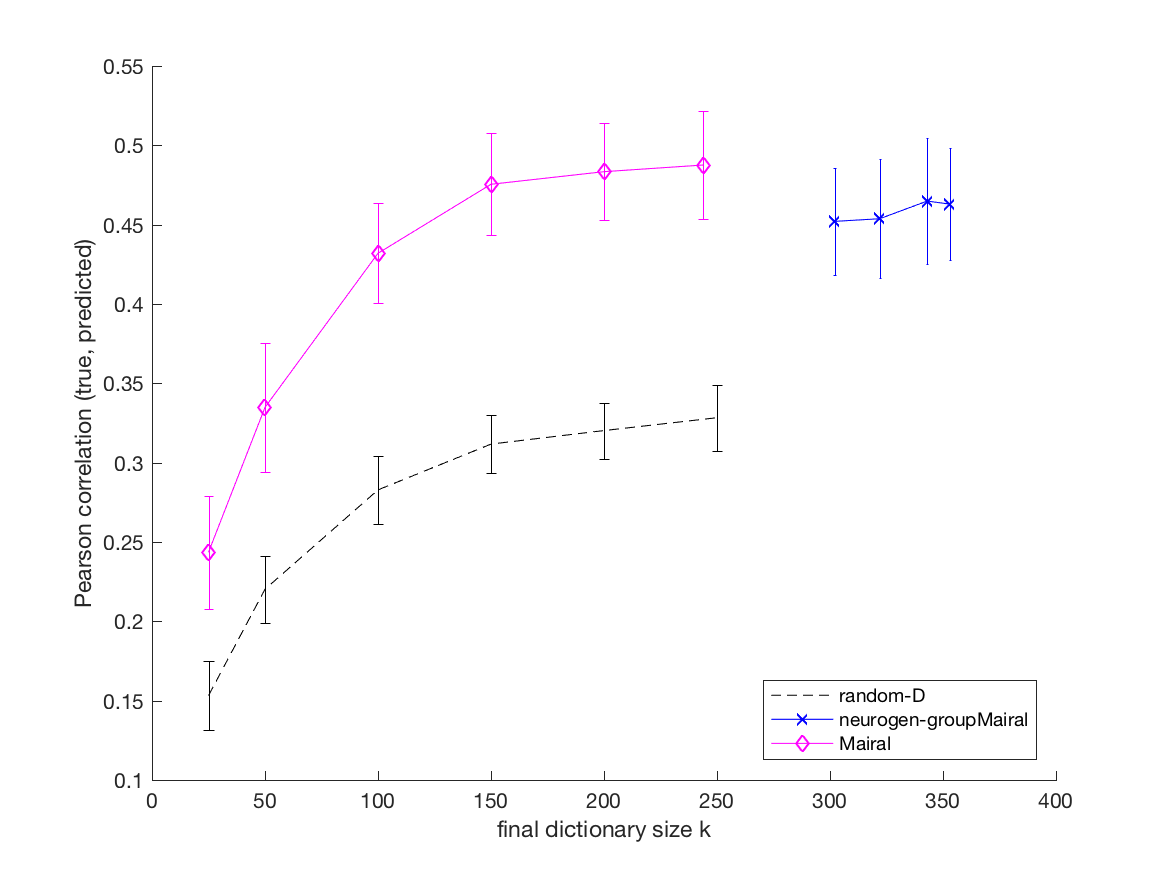 0.55
0.5
0.45
0.4
0.35
0.3
0.25
0.2
0.15
0.1
Pearson correlation (true, predicted)
random-D
neurogen-groupMairal
Mairal
0 50 100 150 200 250 300 350 400
final dictionary size k